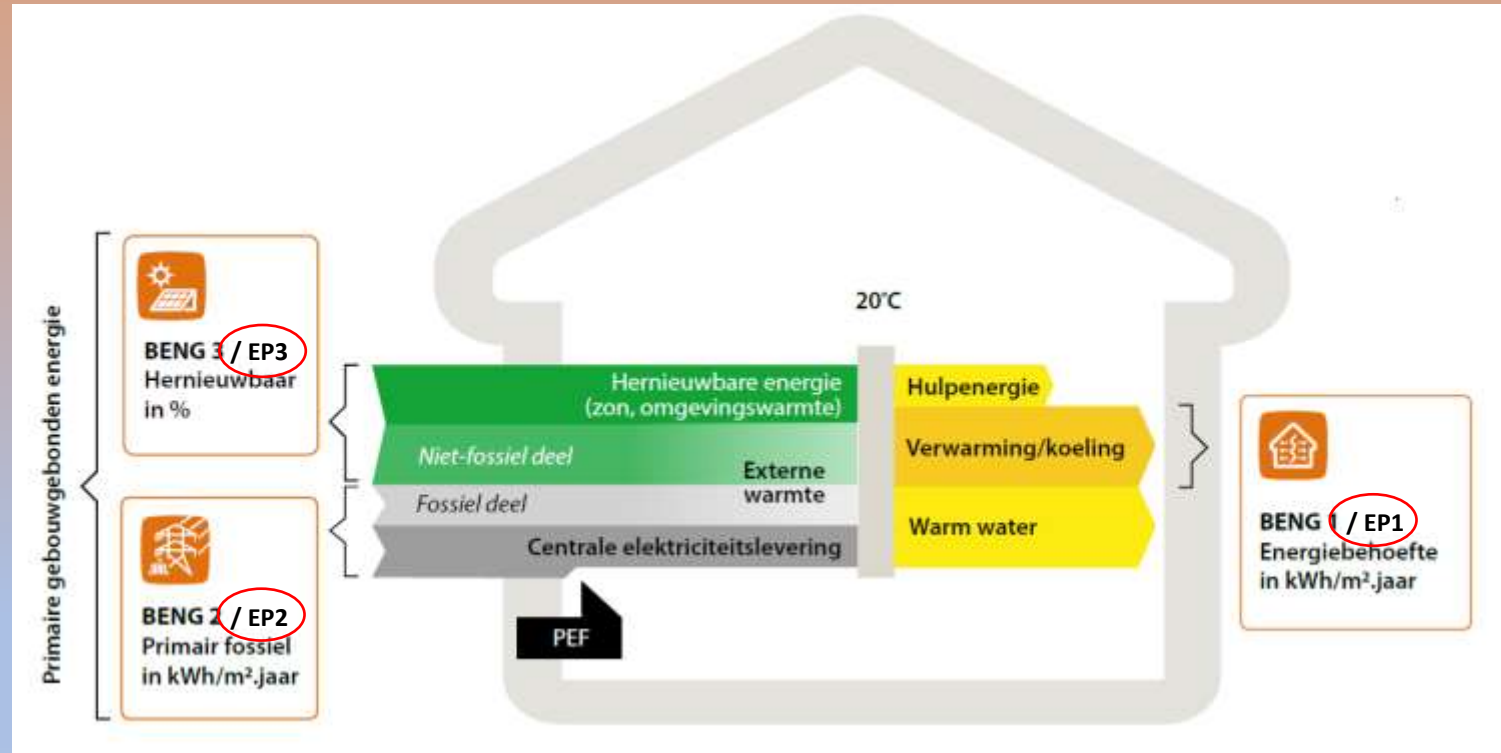 Primaire gebouwgebonden energie
BENG 3 / EP3
Hernieuwbaar
in %
BENG 2 / EP2
Primair fossiel
in kWh/m².jaar
20°C
Hernieuwbare energie
(zon, omgevingswarmte)
Niet-fossiel deel
Externe
warmte
Fossiel deel
Centrale elektriciteitslevering
PEF
Hulpenergie
Verwarming/koeling
Warm water
BENG 1 / EP1
Energiebehoefte
in kWh/m².jaar